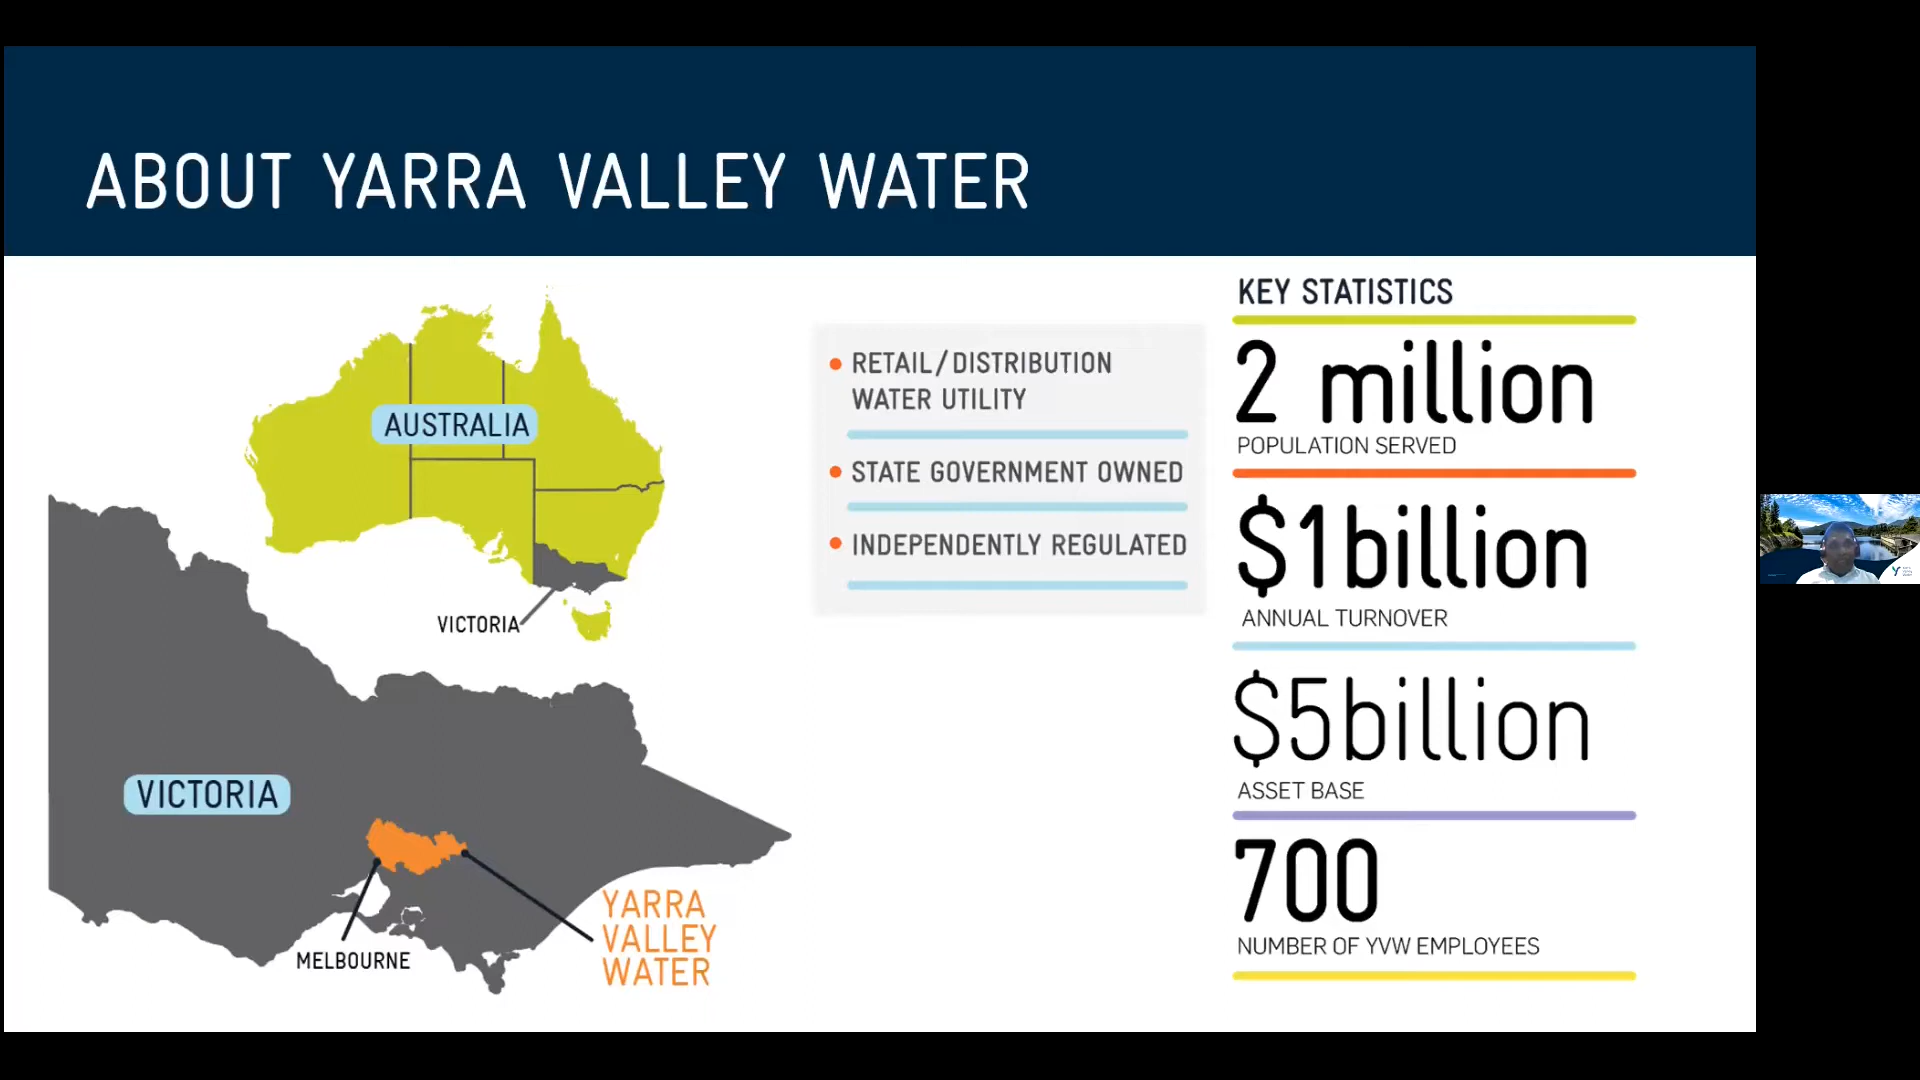 ABOUT YARRA VALLEY WATER
AUSTRALIA
VICTORIA
VICTORIA
MELBOURNE
YARRA
VALLEY
WATER
• RETAIL/DISTRIBUTION
WATER UTILITY
• STATE GOVERNMENT OWNED
• INDEPENDENTLY REGULATED
KEY STATISTICS
2 million
POPULATION SERVED
$1billion
ANNUAL TURNOVER
$5billion
ASSET BASE
700
NUMBER OF YVW EMPLOYEES